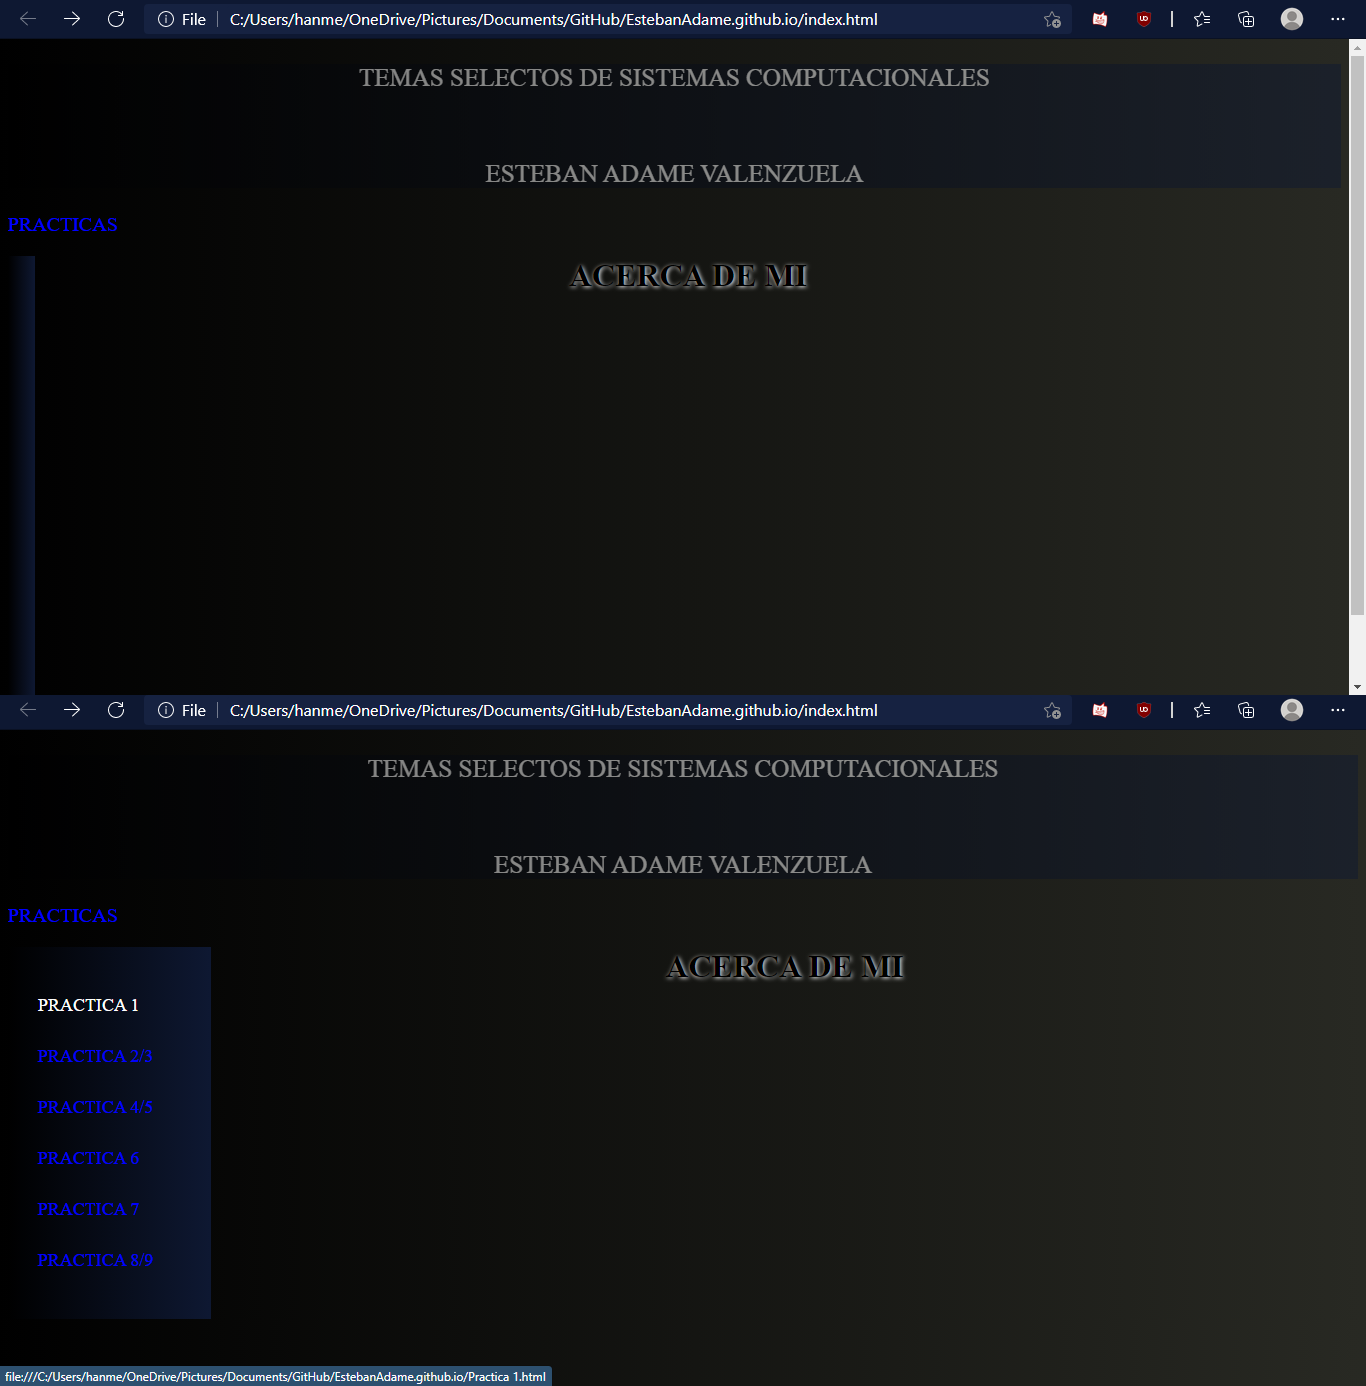 File C:/Users/hanme/OneDrive/Pictures/Documents/GitHub/EstebanAdame.github.io/index.html
TEMAS SELECTOS DE SISTEMAS COMPUTACIONALES
ESTEBAN ADAME VALENZUELA
PRACTICAS
ACERCA DE MI
File C:/Users/hanme/OneDrive/Pictures/Documents/GitHub/EstebanAdame.github.io/index.html
TEMAS SELECTOS DE SISTEMAS COMPUTACIONALES
ESTEBAN ADAME VALENZUELA
PRACTICAS
ACERCA DE MI
PRACTICA 1
PRACTICA 2/3
PRACTICA 4/5
PRACTICA 6
PRACTICA 7
PRACTICA 8/9
file:///C:/Users/hanme/OneDrive/Pictures/Documents/GitHub/EstebanAdame.github.io/Practica 1.html